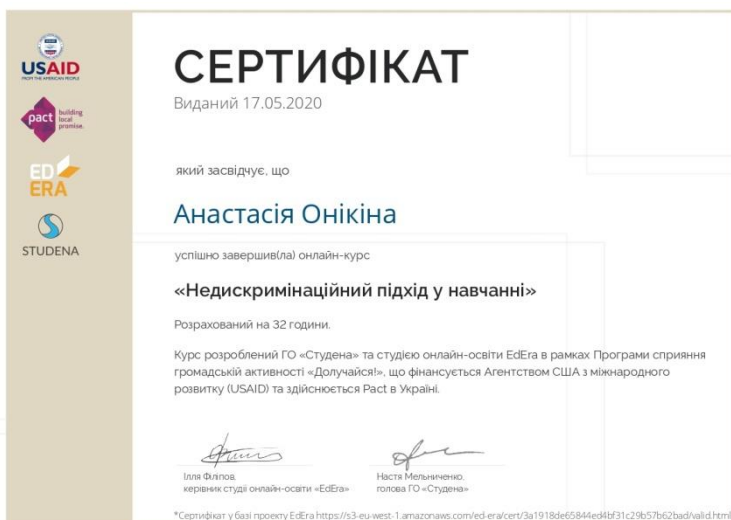 USAID
FROM THE AMERICAN PEOPLE
pact
building
local
promise.
ED
ERA
STUDENA
СЕРТИФІКАТ
Виданий 17.05.2020
який засвідчує, що
Анастасія Онікіна
успішно завершив(ла) онлайн-курс
«Недискримінаційний підхід у навчанні»
Розрахований на 32 години.
Курс розроблений ГО «Студена» та студією онлайн-освіти EdEra в рамках Програми сприяння
громадській активності «Долучайся!», що фінансується Агентством США з міжнародного
розвитку (USAID) та здійснюється Pact в Україні.
Ілля Філіпов,
керівник студії онлайн-освіти «EdEra»
Настя Мельниченко,
голова ГО «Студена»
*Сертифікат у базі проекту EdEra https://s3-eu-west-1.amazonaws.com/ed-era/cert/3a1918de65844ed4bf31c29b57b62bad/valid.html